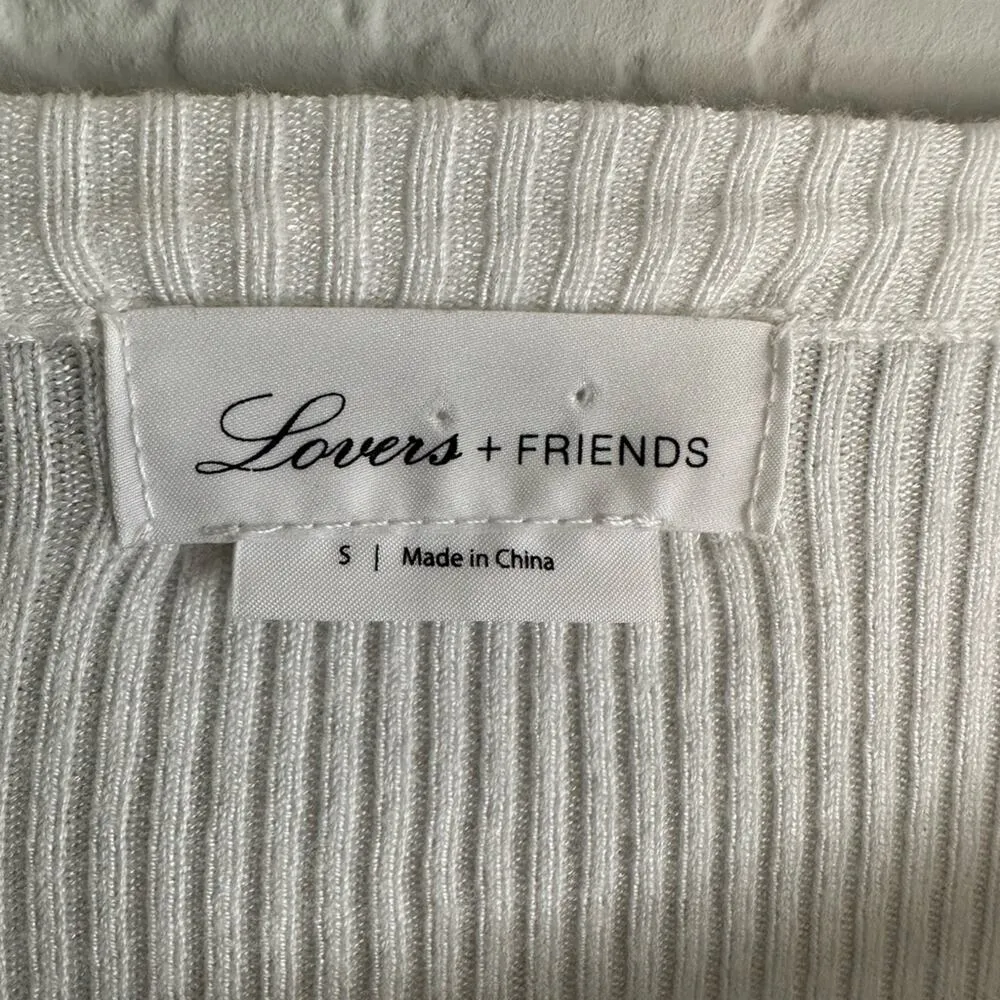 Lovers + FRIENDS
S | Made in China